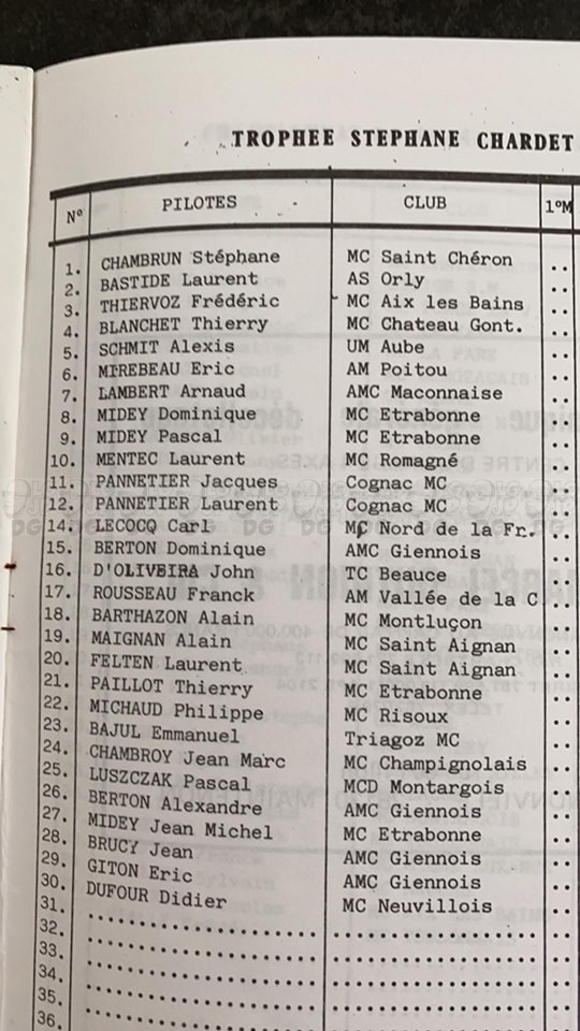 TROPHEE STEPHANE CHARDET
N° PILOTES CLUB 1°M
1. CHAMBRUN Stéphane MC Saint Chéron ..
2. BASTIDE Laurent AS Orly ..
3. THIERVOZ Frédéric MC Aix les Bains ..
4. BLANCHET Thierry MC Chateau Gont. ..
5. SCHMIT Alexis UM Aube ..
6. MIREBEAU Eric AM Poitou ..
7. LAMBERT Arnaud AMC Maconnaise ..
8. MIDEY Dominique MC Etrabonne ..
9. MIDEY Pascal MC Etrabonne ..
10. MENTEC Laurent MC Romagné ..
11. PANNETIER Jacques Cognac MC ..
12. PANNETIER Laurent Cognac MC ..
14. LECOCQ Carl MC Nord de la Fr. ..
15. BERTON Dominique AMC Giennois ..
16. D'OLIVEIRA John TC Beauce ..
17. ROUSSEAU Franck AM Vallée de la C ..
18. BARTHAZON Alain MC Montluçon ..
19. MAIGNAN Alain MC Saint Aignan ..
20. FELTEN Laurent MC Saint Aignan ..
21. PAILLOT Thierry MC Etrabonne ..
22. MICHAUD Philippe MC Risoux ..
23. BAJUL Emmanuel Triagoz MC ..
24. CHAMBROY Jean Marc MC Champignolais ..
25. LUSZCZAK Pascal MCD Montargois ..
26. BERTON Alexandre AMC Giennois ..
27. MIDEY Jean Michel MC Etrabonne ..
28. BRUCY Jean AMC Giennois ..
29. GITON Eric AMC Giennois ..
30. DUFOUR Didier MC Neuvillois ..
31. .................... .................. ..
32. .................... .................. ..
33. .................... .................. ..
34. .................... .................. ..
35. .................... .................. ..
36.